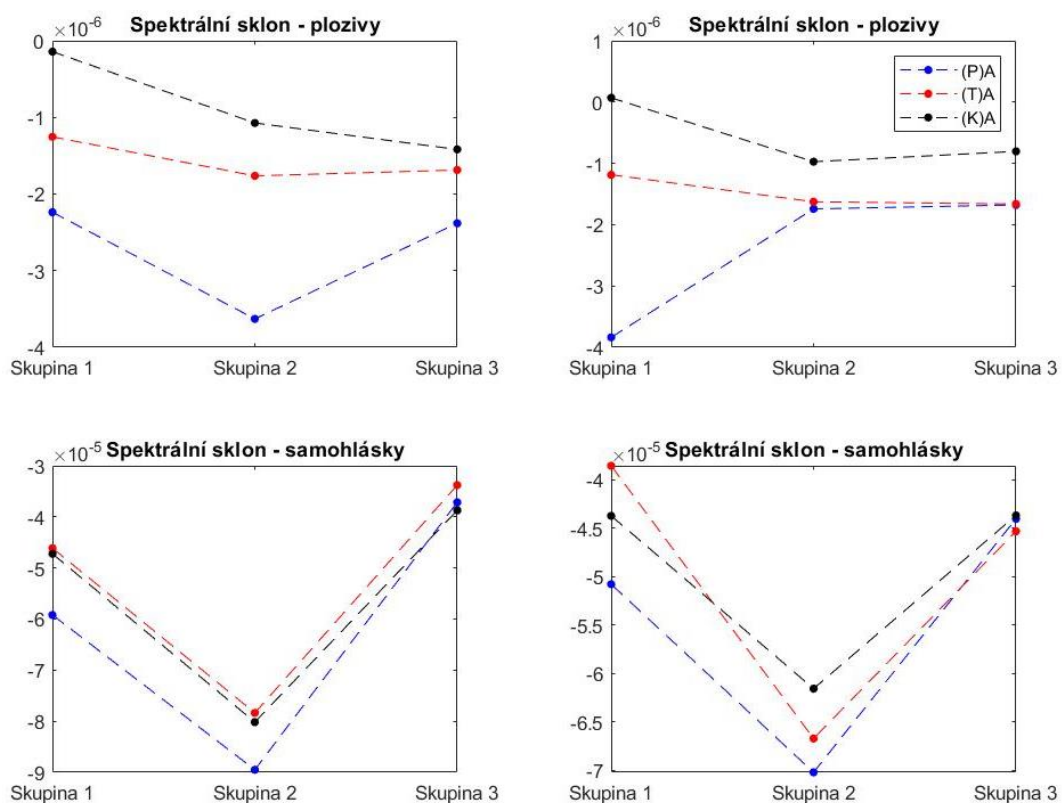 ×10⁻⁶ Spektrální sklon - plozivy
0
-1
-2
-3
-4
Skupina 1 Skupina 2 Skupina 3
×10⁻⁶ Spektrální sklon - plozivy
1
0
-1
-2
-3
-4
(P)A
(T)A
(K)A
Skupina 1 Skupina 2 Skupina 3
×10⁻⁵ Spektrální sklon - samohlásky
-3
-4
-5
-6
-7
-8
-9
Skupina 1 Skupina 2 Skupina 3
×10⁻⁵ Spektrální sklon - samohlásky
-4
-4.5
-5
-5.5
-6
-6.5
-7
Skupina 1 Skupina 2 Skupina 3